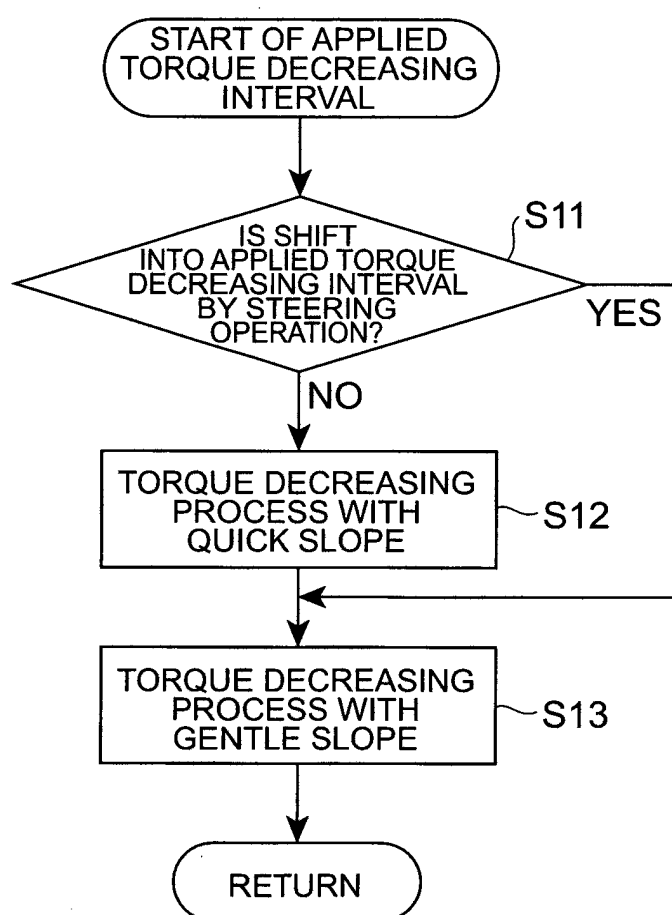 START OF APPLIED
TORQUE DECREASING
INTERVAL
S11
IS SHIFT
INTO APPLIED TORQUE
DECREASING INTERVAL
BY STEERING
OPERATION?
YES
NO
TORQUE DECREASING
PROCESS WITH
QUICK SLOPE
S12
TORQUE DECREASING
PROCESS WITH
GENTLE SLOPE
S13
RETURN